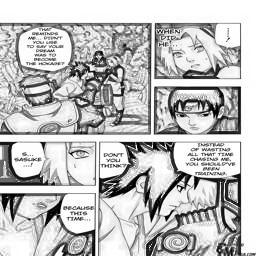 THAT
REMINDS
ME... DIDN'T
YOU USE
TO SAY YOUR
DREAM
WAS TO
BECOME
THE HOKAGE?
WHEN
DID
HE...
!
INSTEAD
OF WASTING
ALL THAT
TIME
CHASING ME,
YOU SHOULD'VE
BEEN
TRAINING.
DON'T
YOU
THINK?
S...
SASUKE
...!
BECAUSE
THIS
TIME...